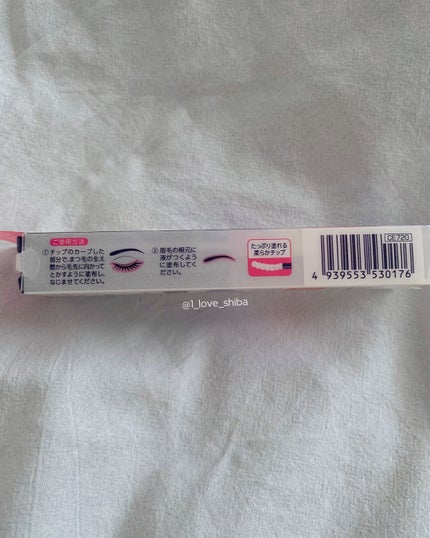 ご使用方法
①チップのカーブした
部分で、まつ毛の生え
際から毛先に向かって
とかすように塗布し、
なじませてください。
②眉毛の根元に
液がつくよう
に塗布してく
ださい。
たっぷり塗れる
柔らかチップ
CE720
4 939553 530176
@1_love_shiba